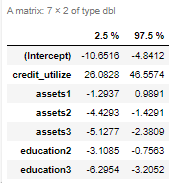 A matrix: 7 × 2 of type dbl
2.5 % 97.5 %
(Intercept) -10.6516 -4.8412
credit_utilize 26.0828 46.5574
assets1 -1.2937 0.9891
assets2 -4.4293 -1.4291
assets3 -5.1277 -2.3809
education2 -3.1085 -0.7563
education3 -6.2954 -3.2052